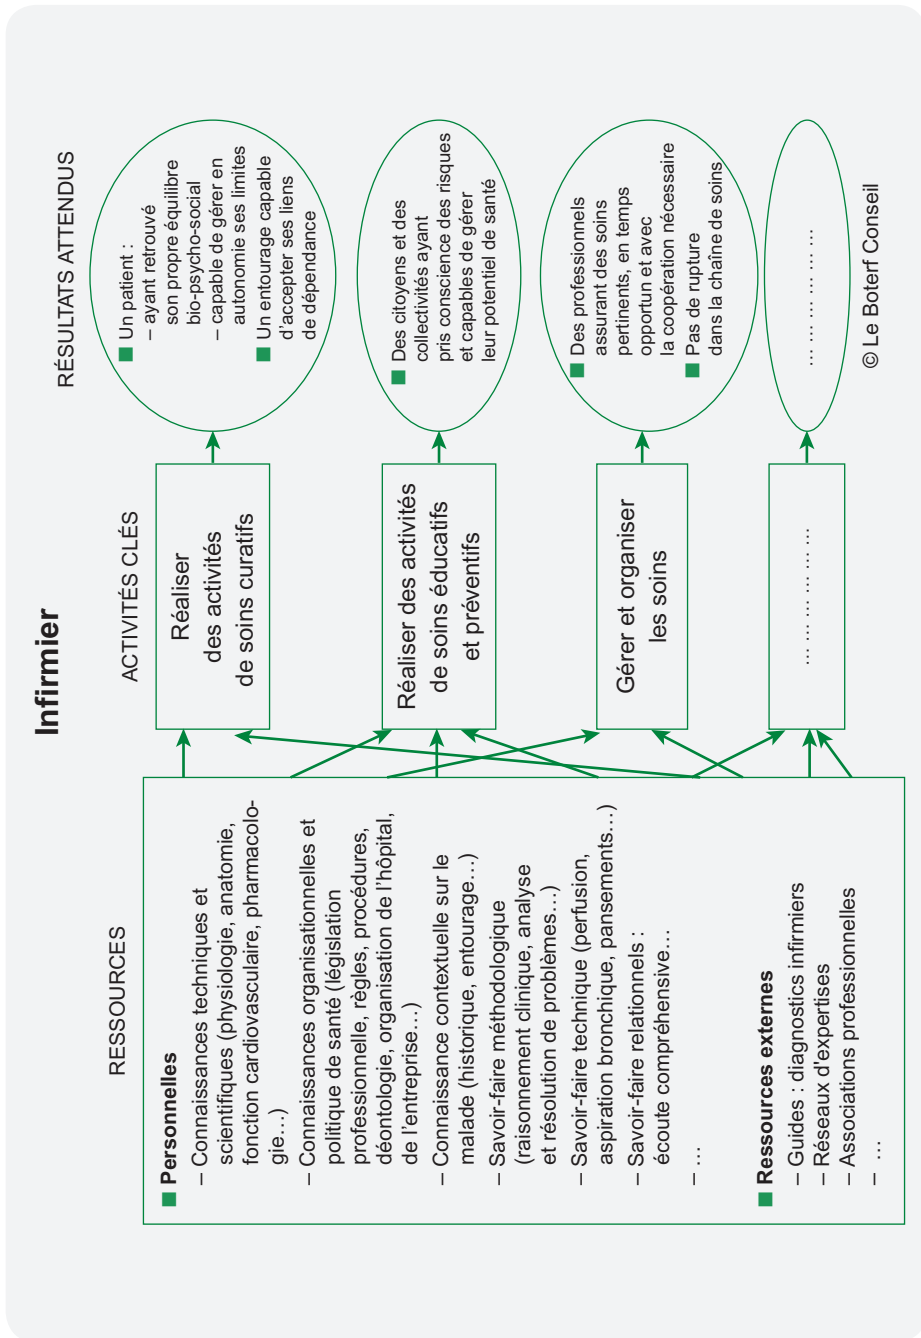 Infirmier
RESSOURCES
■ Personnelles
– Connaissances techniques et
scientifiques (physiologie, anatomie,
fonction cardiovasculaire, pharmacolo-
gie…)
– Connaissances organisationnelles et
politique de santé (législation
professionnelle, règles, procédures,
déontologie, organisation de l'hôpital,
de l'entreprise…)
– Connaissance contextuelle sur le
malade (historique, entourage…)
– Savoir-faire méthodologique
(raisonnement clinique, analyse
et résolution de problèmes…)
– Savoir-faire technique (perfusion,
aspiration bronchique, pansements…)
– Savoir-faire relationnels :
écoute compréhensive…
– …
■ Ressources externes
– Guides : diagnostics infirmiers
– Réseaux d'expertises
– Associations professionnelles
– …
ACTIVITÉS CLÉS
Réaliser
des activités
de soins curatifs
Réaliser des activités
de soins éducatifs
et préventifs
Gérer et organiser
les soins
… … … … … …
RÉSULTATS ATTENDUS
■ Un patient :
– ayant retrouvé
son propre équilibre
bio-psycho-social
– capable de gérer en
autonomie ses limites
■ Un entourage capable
d'accepter ses liens
de dépendance
■ Des citoyens et des
collectivités ayant
pris conscience des risques
et capables de gérer
leur potentiel de santé
■ Des professionnels
assurant des soins
pertinents, en temps
opportun et avec
la coopération nécessaire
■ Pas de rupture
dans la chaîne de soins
… … … … … …
© Le Boterf Conseil